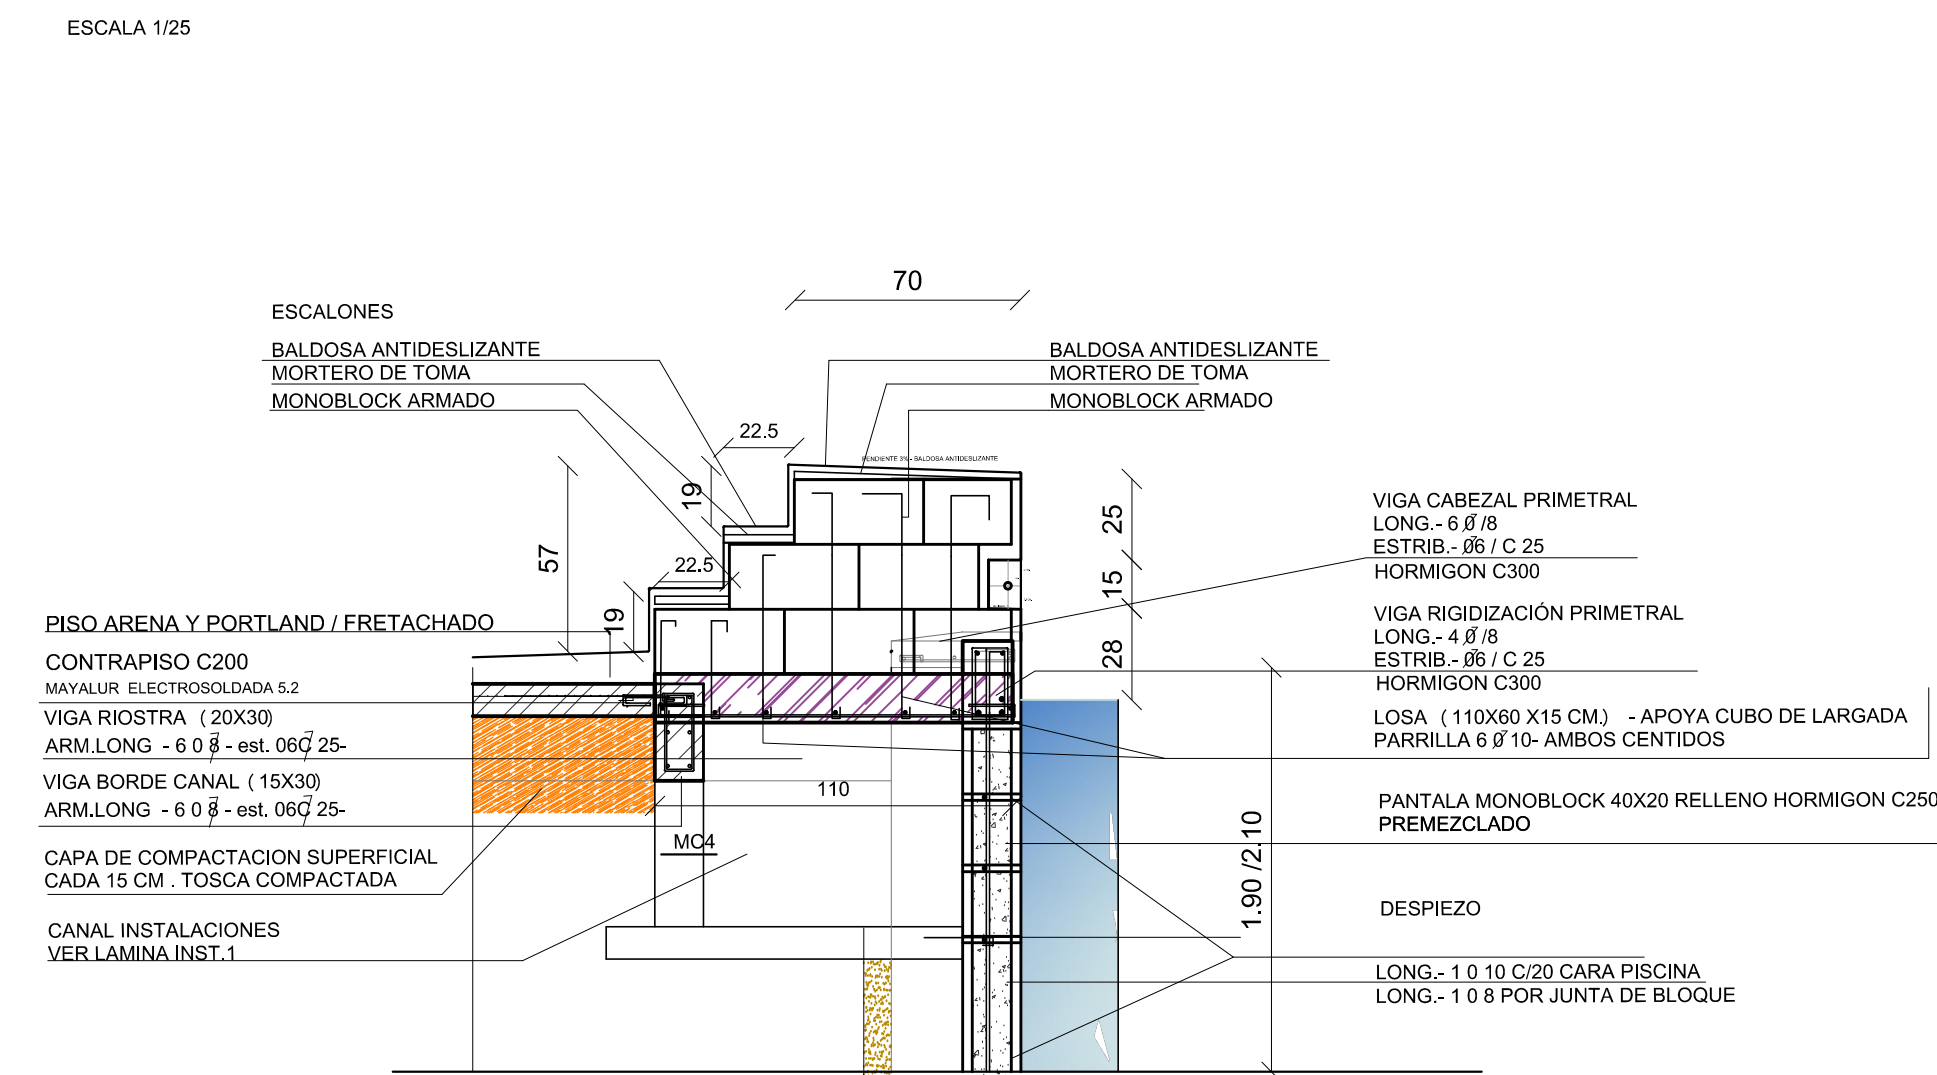 ESCALA 1/25
70
ESCALONES
BALDOSA ANTIDESLIZANTE
MORTERO DE TOMA
MONOBLOCK ARMADO
BALDOSA ANTIDESLIZANTE
MORTERO DE TOMA
MONOBLOCK ARMADO
22.5
PENDIENTE 3% - BALDOSA ANTIDESLIZANTE
19
57
22.5
19
25
15
28
PISO ARENA Y PORTLAND / FRETACHADO
CONTRAPISO C200
MAYALUR ELECTROSOLDADA 5.2
VIGA RIOSTRA ( 20X30)
ARM.LONG - 6 0 8 - est. 06C 25-
VIGA BORDE CANAL ( 15X30)
ARM.LONG - 6 0 8 - est. 06C 25-
CAPA DE COMPACTACION SUPERFICIAL
CADA 15 CM . TOSCA COMPACTADA
CANAL INSTALACIONES
VER LAMINA INST.1
110
MC4
1.90 /2.10
VIGA CABEZAL PRIMETRAL
LONG.- 6 Ø /8
ESTRIB.- Ø6 / C 25
HORMIGON C300
VIGA RIGIDIZACIÓN PRIMETRAL
LONG.- 4 Ø /8
ESTRIB.- Ø6 / C 25
HORMIGON C300
LOSA ( 110X60 X15 CM.) - APOYA CUBO DE LARGADA
PARRILLA 6 Ø 10- AMBOS CENTIDOS
PANTALA MONOBLOCK 40X20 RELLENO HORMIGON C250
PREMEZCLADO
DESPIEZO
LONG.- 1 0 10 C/20 CARA PISCINA
LONG.- 1 0 8 POR JUNTA DE BLOQUE